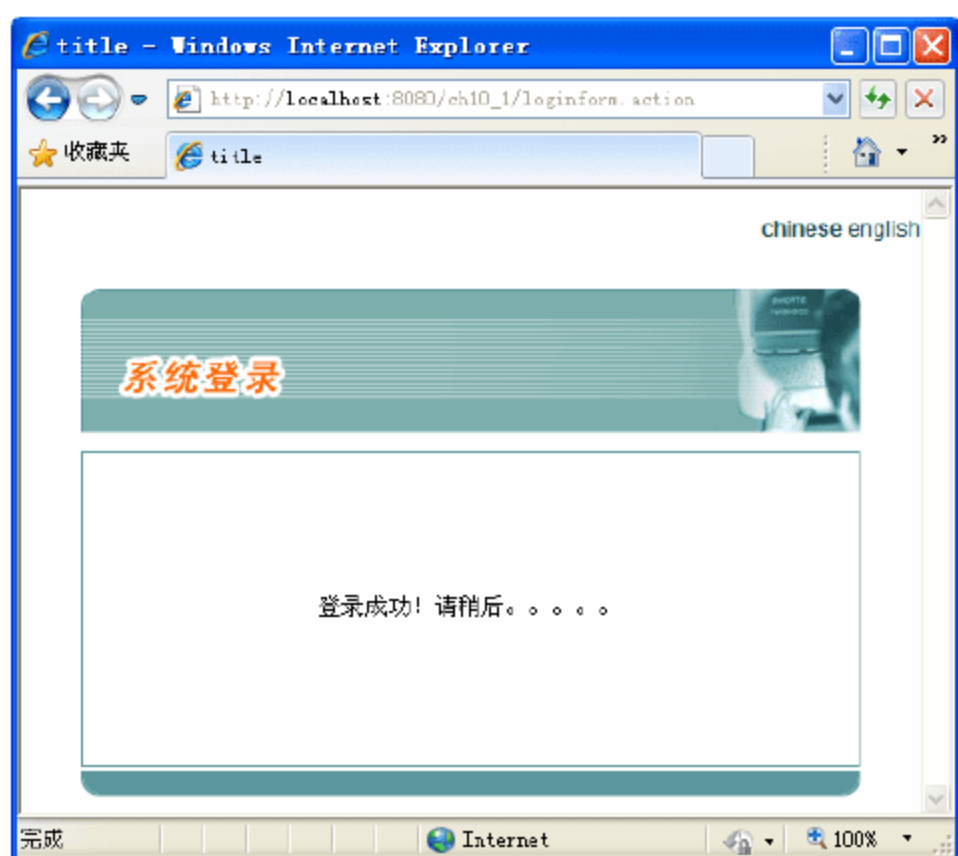 title - Windows Internet Explorer
http://localhost:8080/ch10_1/loginform.action
收藏夹 title
chinese english
系统登录
登录成功! 请稍后。。。。。
完成 Internet 100%